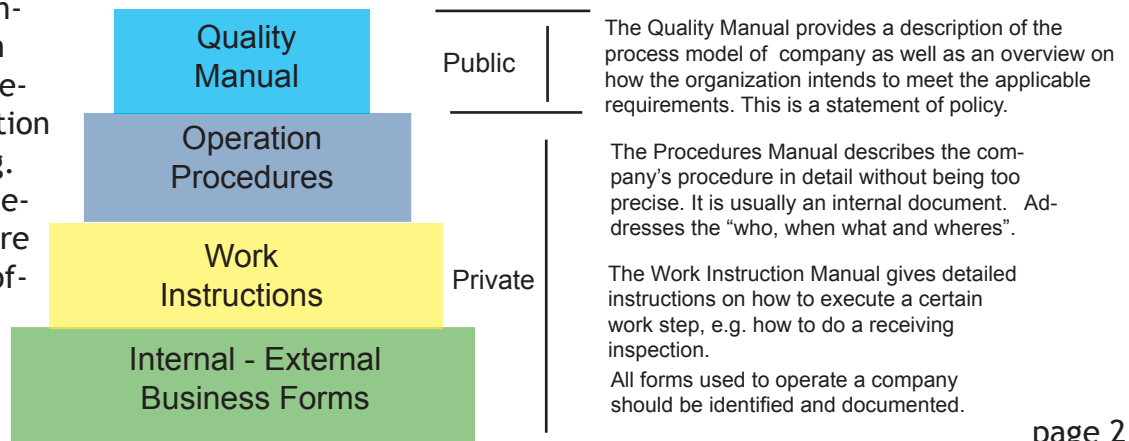 Quality
Manual
Public
The Quality Manual provides a description of the
process model of  company as well as an overview on
how the organization intends to meet the applicable
requirements. This is a statement of policy.
Operation
Procedures
The Procedures Manual describes the com-
pany's procedure in detail without being too
precise. It is usually an internal document.   Ad-
dresses the “who, when what and wheres”.
Work
Instructions
Private
The Work Instruction Manual gives detailed
instructions on how to execute a certain
work step, e.g. how to do a receiving
inspection.
Internal - External
Business Forms
All forms used to operate a company
should be identified and documented.
page 2